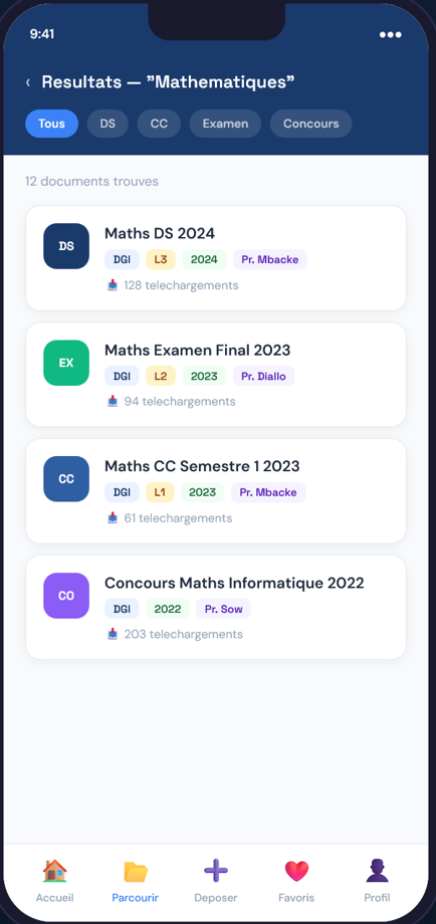 9:41
‹ Resultats — "Mathematiques"
Tous DS CC Examen Concours
12 documents trouves
DS
Maths DS 2024
DGI L3 2024 Pr. Mbacke
128 telechargements
EX
Maths Examen Final 2023
DGI L2 2023 Pr. Diallo
94 telechargements
CC
Maths CC Semestre 1 2023
DGI L1 2023 Pr. Mbacke
61 telechargements
CO
Concours Maths Informatique 2022
DGI 2022 Pr. Sow
203 telechargements
Accueil Parcourir Deposer Favoris Profil